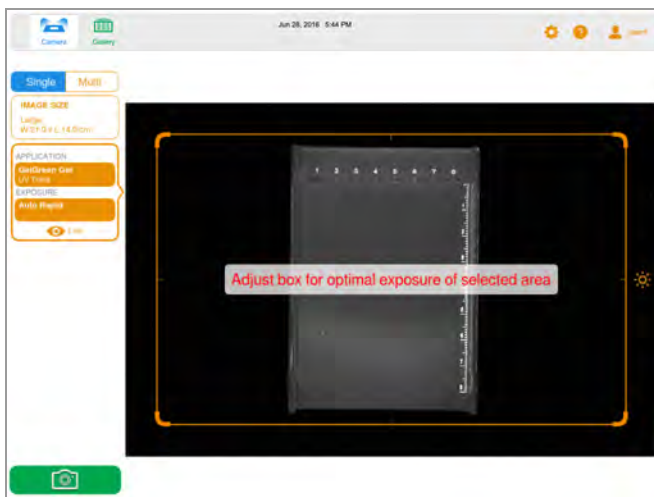 Jun 28, 2016 5:44 PM
Camera
Gallery
Single
Multi
IMAGE SIZE
Large
APPLICATION
GelGreen Gel
UV Trans
EXPOSURE
Auto Rapid
1 2 3 4 5 6 7 8
Adjust box for optimal exposure of selected area